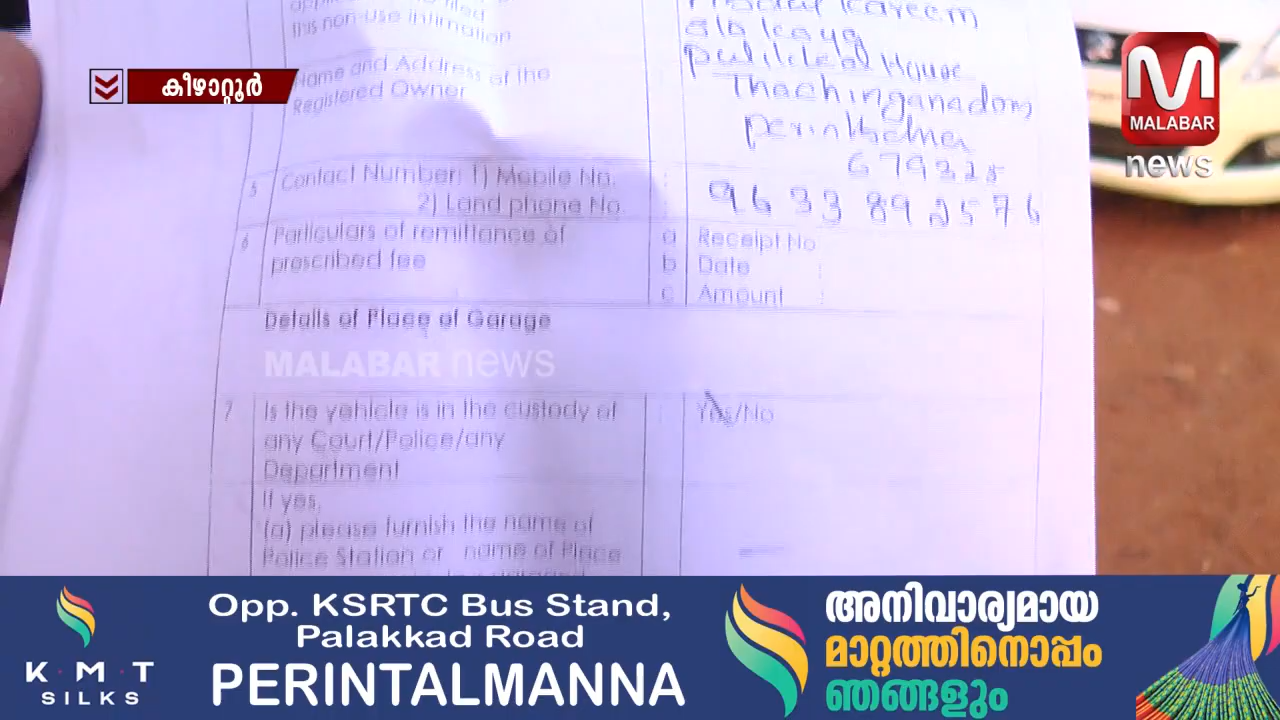 this non-use intimation
കീഴാറ്റൂർ
Name and Address of the
Registered Owner
Kareem
House
Thachinganadom
Perinthalmna
679325
M
MALABAR
news
5 Contact Number: 1) Mobile No. :
2) Land phone No
9633892576
6 Particulars of remittance of
prescribed fee
a Receipt No :
b Date :
c Amount :
Details of Place of Garage
MALABAR news
7 Is the vehicle is in the custody of
any Court/Police/any
Department
: Yes/No
If yes,
(a) please furnish the name of
Police Station or name of Place
K·M·T
SILKS
Opp. KSRTC Bus Stand,
Palakkad Road
PERINTALMANNA
അനിവാര്യമായ
മാറ്റത്തിനൊപ്പം
ഞങ്ങളും